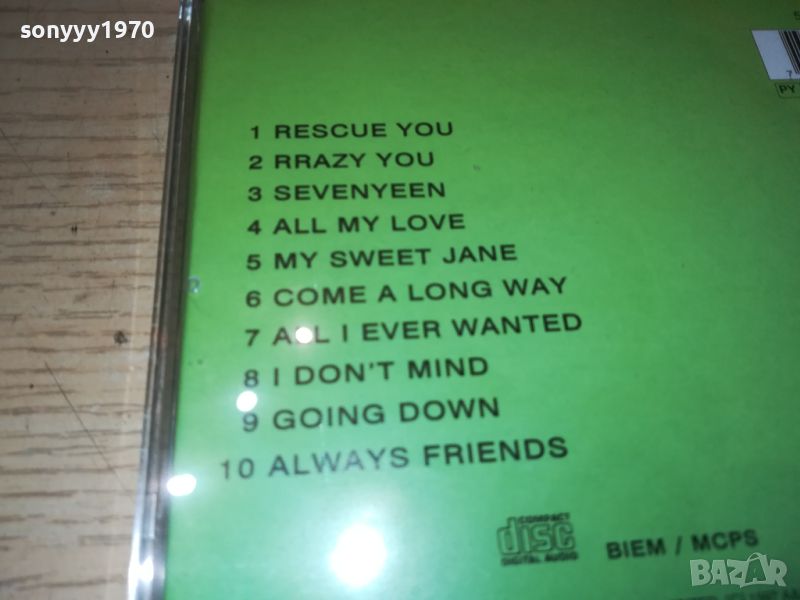 sonyyy1970
PY
1 RESCUE YOU
2 RRAZY YOU
3 SEVENYEEN
4 ALL MY LOVE
5 MY SWEET JANE
6 COME A LONG WAY
7 ALL I EVER WANTED
8 I DON'T MIND
9 GOING DOWN
10 ALWAYS FRIENDS
COMPACT
disc
DIGITAL AUDIO
BIEM / MCPS
BAZAR